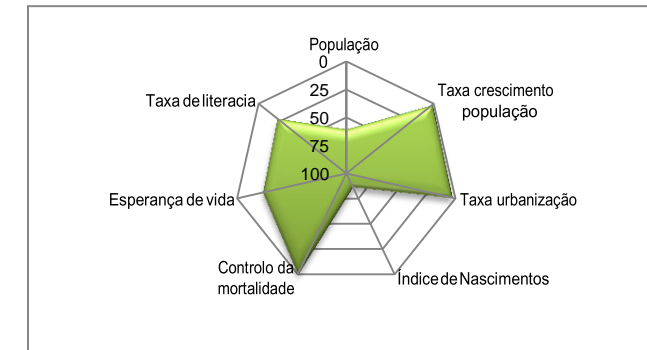 População
0
25
50
75
100
Taxa crescimento
população
Taxa urbanização
Índice de Nascimentos
Controlo da
mortalidade
Esperança de vida
Taxa de literacia